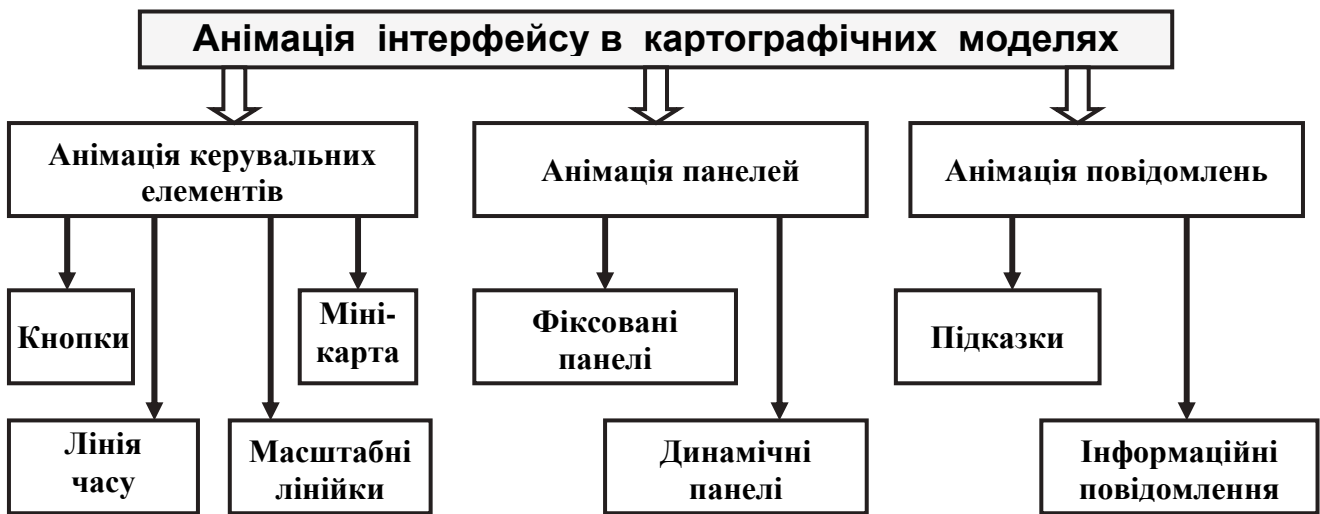 Анімація інтерфейсу в картографічних моделях
Анімація керувальних
елементів
Анімація панелей
Анімація повідомлень
Кнопки
Міні-
карта
Фіксовані
панелі
Підказки
Лінія
часу
Масштабні
лінійки
Динамічні
панелі
Інформаційні
повідомлення